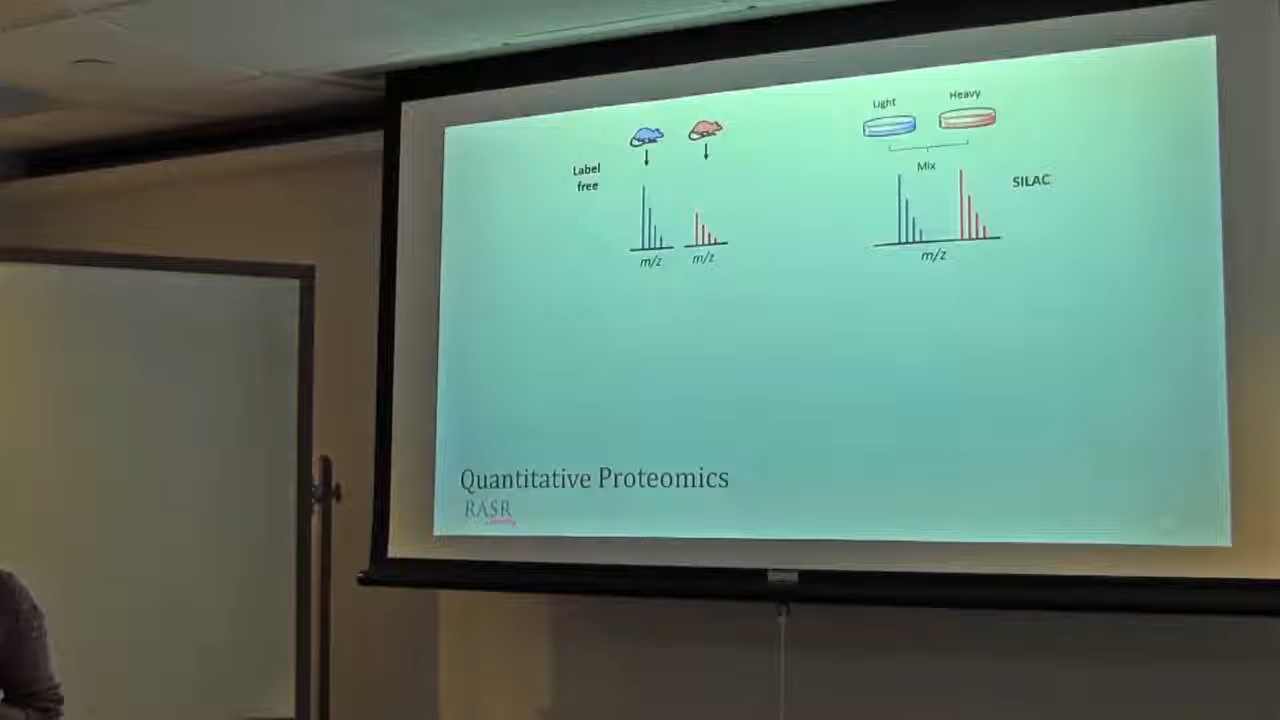 Label
free
m/z
m/z
Light
Heavy
Mix
SILAC
m/z
Quantitative Proteomics
RASR